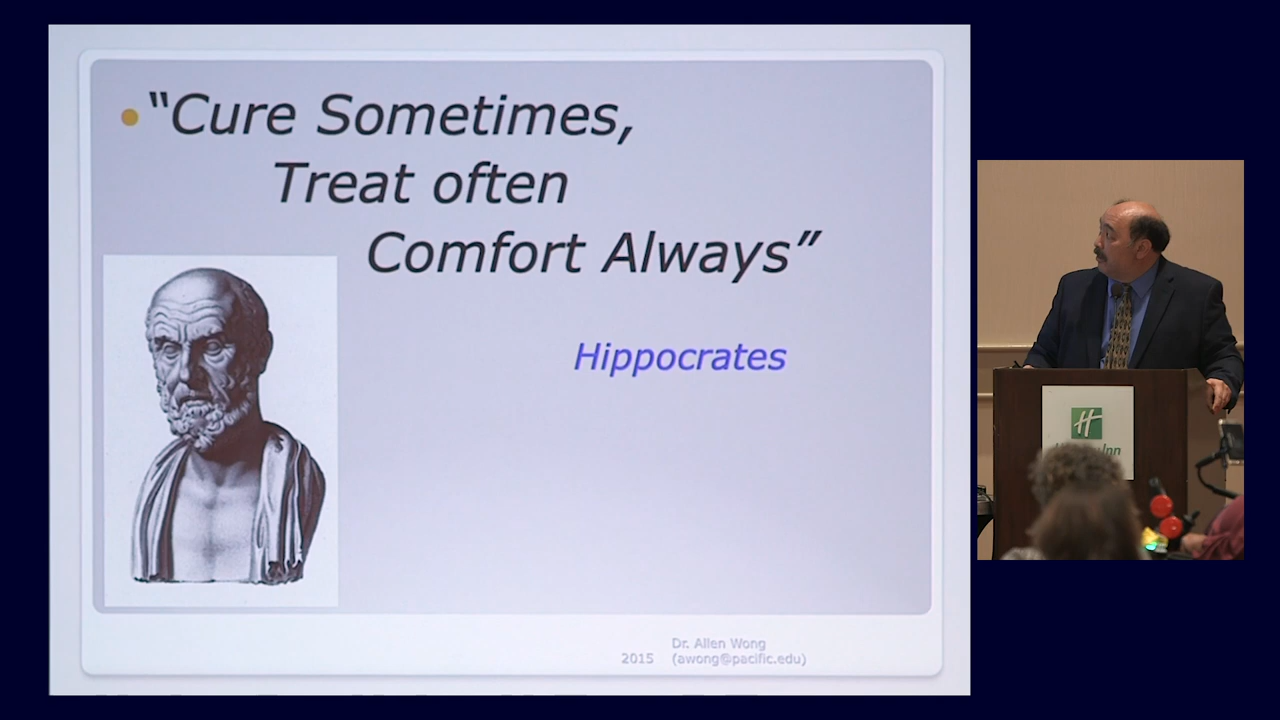 “Cure Sometimes,
Treat often
Comfort Always”
Hippocrates
Dr. Allen Wong
2015 (awong@pacific.edu)
H